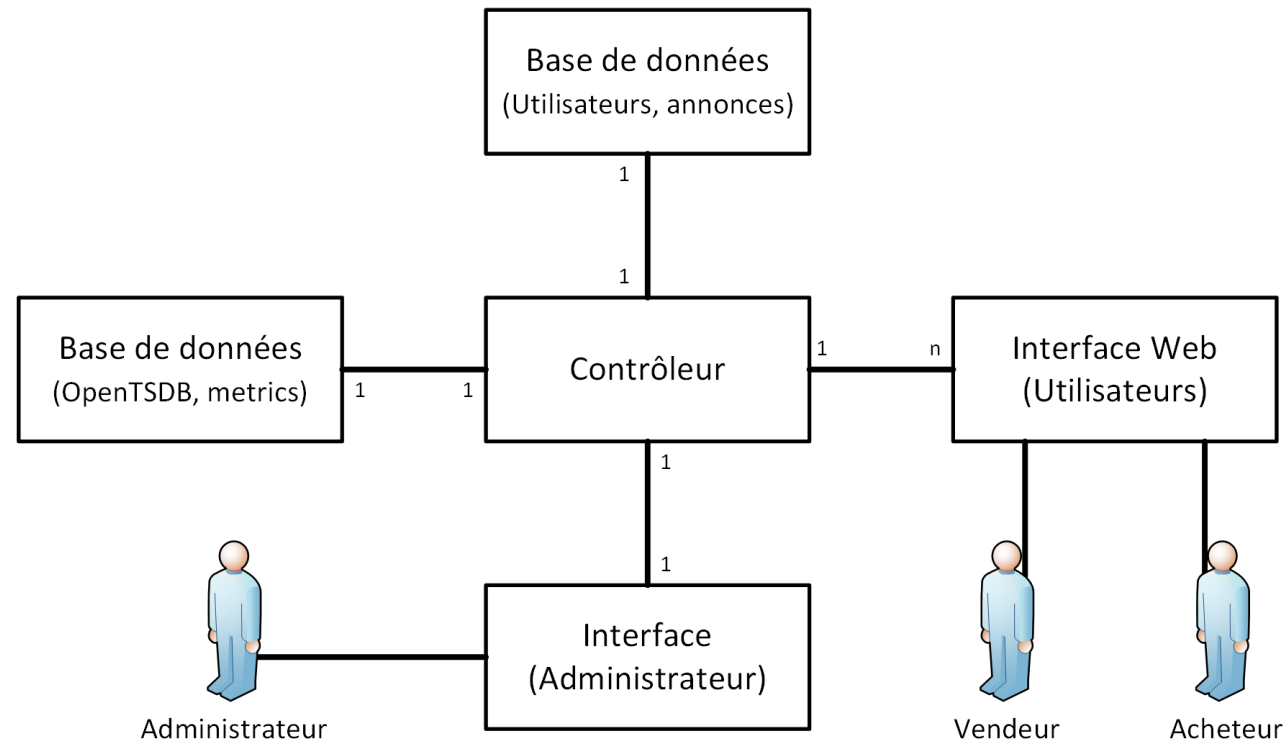 Base de données
(Utilisateurs, annonces)
1
1
Base de données
(OpenTSDB, metrics)
1
1
Contrôleur
1
n
Interface Web
(Utilisateurs)
1
1
Interface
(Administrateur)
Administrateur
Vendeur
Acheteur